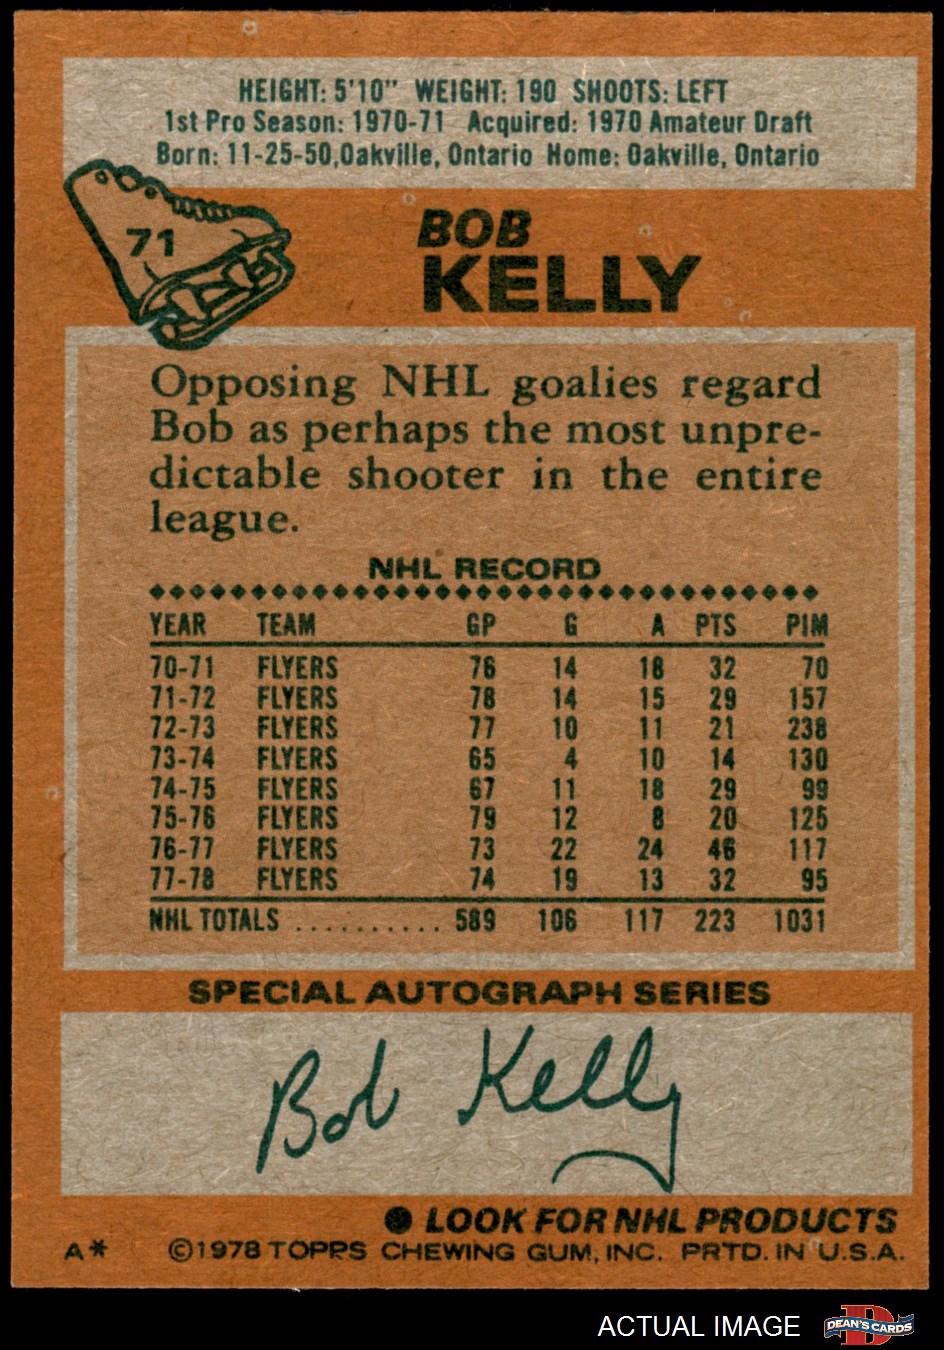 HEIGHT: 5'10" WEIGHT: 190 SHOOTS: LEFT
1st Pro Season: 1970-71 Acquired: 1970 Amateur Draft
Born: 11-25-50, Oakville, Ontario Home: Oakville, Ontario
71
BOB
KELLY
Opposing NHL goalies regard
Bob as perhaps the most unpre-
dictable shooter in the entire
league.
NHL RECORD
YEAR TEAM GP G A PTS PIM
70-71 FLYERS 76 14 18 32 70
71-72 FLYERS 78 14 15 29 157
72-73 FLYERS 77 10 11 21 238
73-74 FLYERS 65 4 10 14 130
74-75 FLYERS 67 11 18 29 99
75-76 FLYERS 79 12 8 20 125
76-77 FLYERS 73 22 24 46 117
77-78 FLYERS 74 19 13 32 95
NHL TOTALS .......... 589 106 117 223 1031
SPECIAL AUTOGRAPH SERIES
Bob Kelly
● LOOK FOR NHL PRODUCTS
A* ©1978 TOPPS CHEWING GUM, INC. PRTD. IN U.S.A.
ACTUAL IMAGE D DEAN'S CARDS